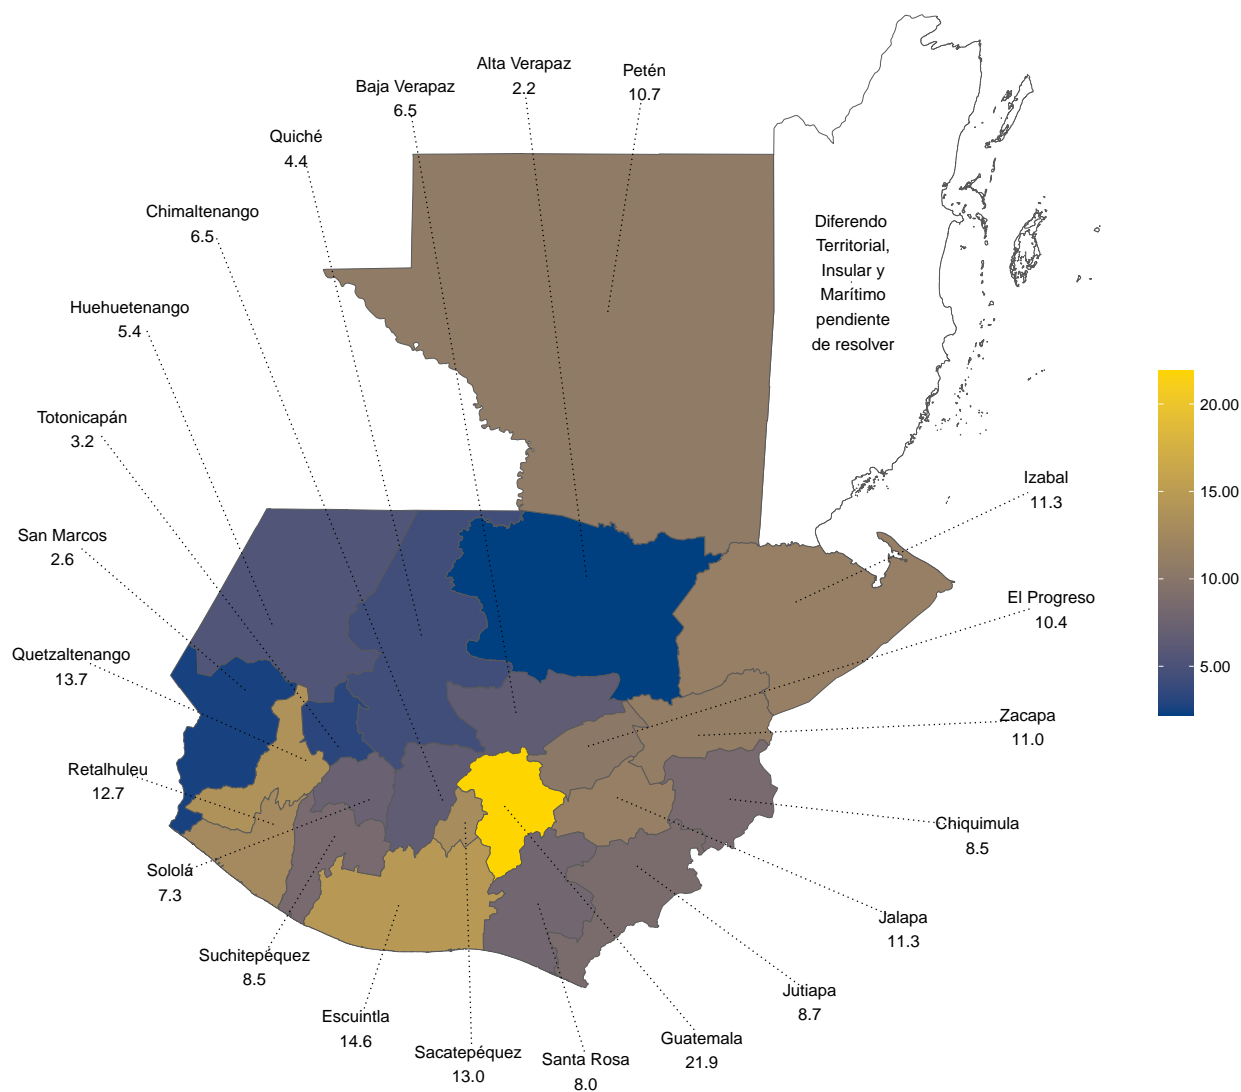 Alta Verapaz
2.2
Petén
10.7
Baja Verapaz
6.5
Quiché
4.4
Chimaltenango
6.5
Diferendo
Territorial,
Insular y
Marítimo
pendiente
de resolver
Huehuetenango
5.4
Totonicapán
3.2
San Marcos
2.6
Quetzaltenango
13.7
Retalhuleu
12.7
Sololá
7.3
Suchitepéquez
8.5
Escuintla
14.6
Sacatepéquez
13.0
Santa Rosa
8.0
Guatemala
21.9
Jutiapa
8.7
Jalapa
11.3
Chiquimula
8.5
Zacapa
11.0
El Progreso
10.4
Izabal
11.3
20.00
15.00
10.00
5.00